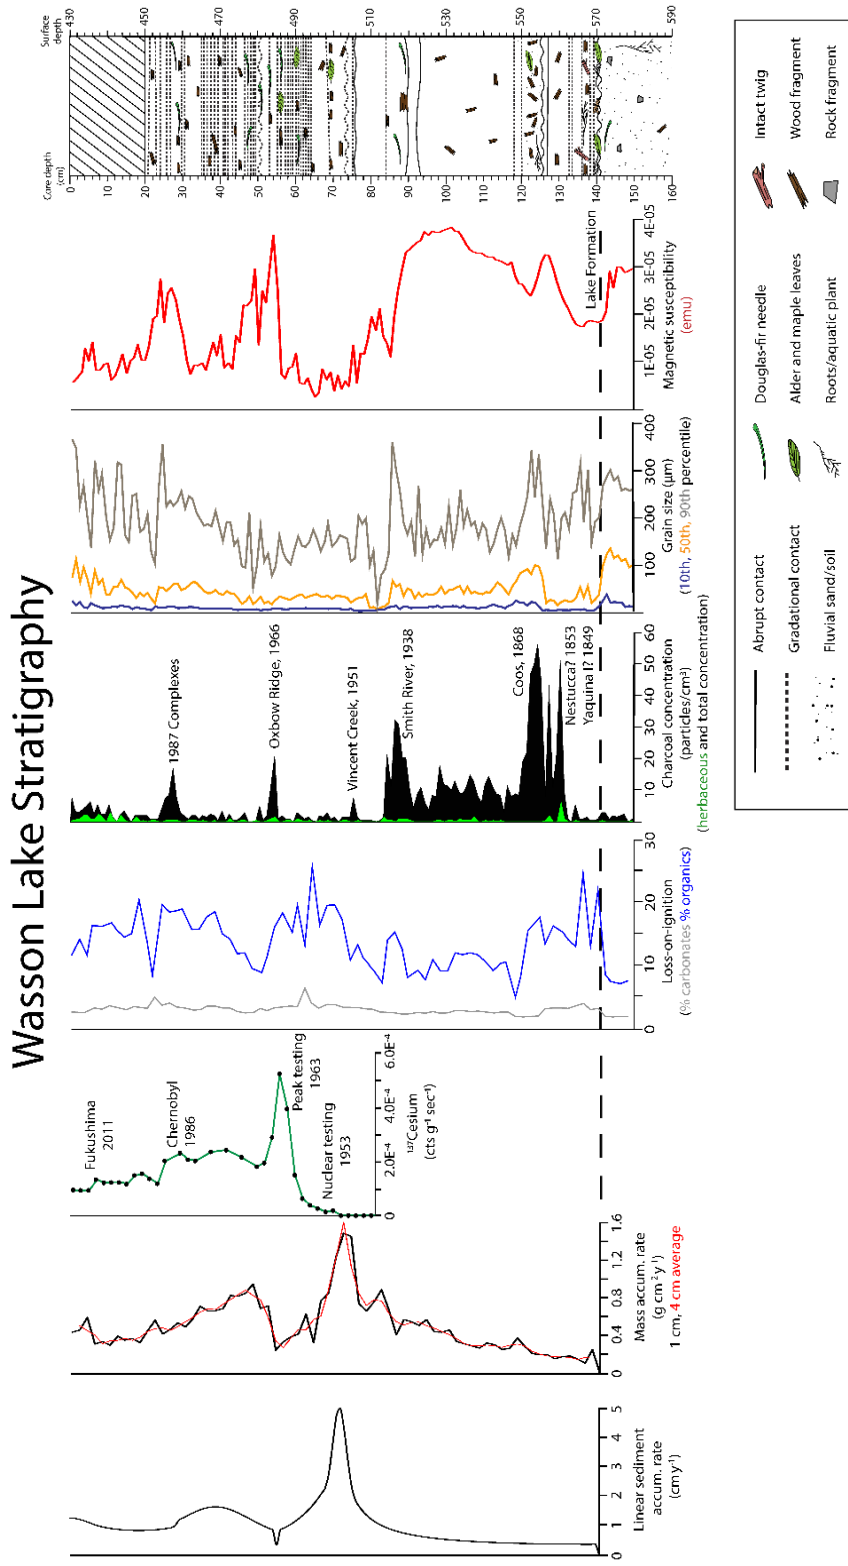 Wasson Lake Stratigraphy
Surface
depth
430
450
470
490
510
530
550
570
590
Core depth
(cm)
0
10
20
30
40
50
60
70
80
90
100
110
120
130
140
150
160
Lake Formation
1E-05
2E-05
3E-05
4E-05
Magnetic susceptibility
(emu)
100
200
300
400
Grain size (µm)
(10th, 50th, 90th percentile)
1987 Complexes
Oxbow Ridge, 1966
Vincent Creek, 1951
Smith River, 1938
Coos, 1868
Nestucca? 1853
Yaquina I? 1849
10
20
30
40
50
60
Charcoal concentration
(particles/cm³)
(herbaceous and total concentration)
0
10
20
30
Loss-on-ignition
(% carbonates % organics)
Fukushima
2011
Chernobyl
1986
Peak testing
1963
Nuclear testing
1953
0
2.0E⁻⁴
4.0E⁻⁴
6.0E⁻⁴
¹³⁷Cesium
(cts g⁻¹ sec⁻¹)
0
0.4
0.8
1.2
1.6
Mass accum. rate
(g cm⁻² y⁻¹)
1 cm, 4 cm average
0
1
2
3
4
5
Linear sediment
accum. rate
(cm y⁻¹)
Abrupt contact
Gradational contact
Fluvial sand/soil
Douglas-fir needle
Alder and maple leaves
Roots/aquatic plant
Intact twig
Wood fragment
Rock fragment